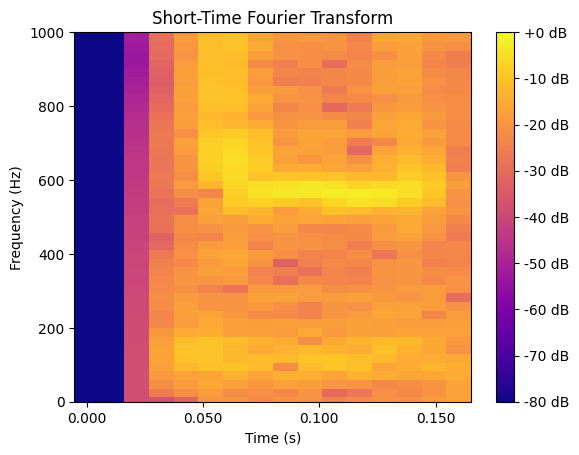 Short-Time Fourier Transform
Frequency (Hz)
1000
800
600
400
200
0
0.000
0.050
0.100
0.150
Time (s)
+0 dB
-10 dB
-20 dB
-30 dB
-40 dB
-50 dB
-60 dB
-70 dB
-80 dB